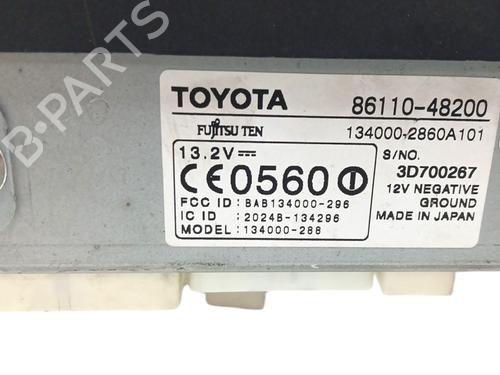 TOYOTA 86110-48200
FUJITSU TEN 134000-2860A101
13.2V S/NO.
CE0560 3D700267
FCC ID : BAB134000-296 12V NEGATIVE
IC ID : 2024B-134296 GROUND
MODEL : 134000-288 MADE IN JAPAN
B-PARTS